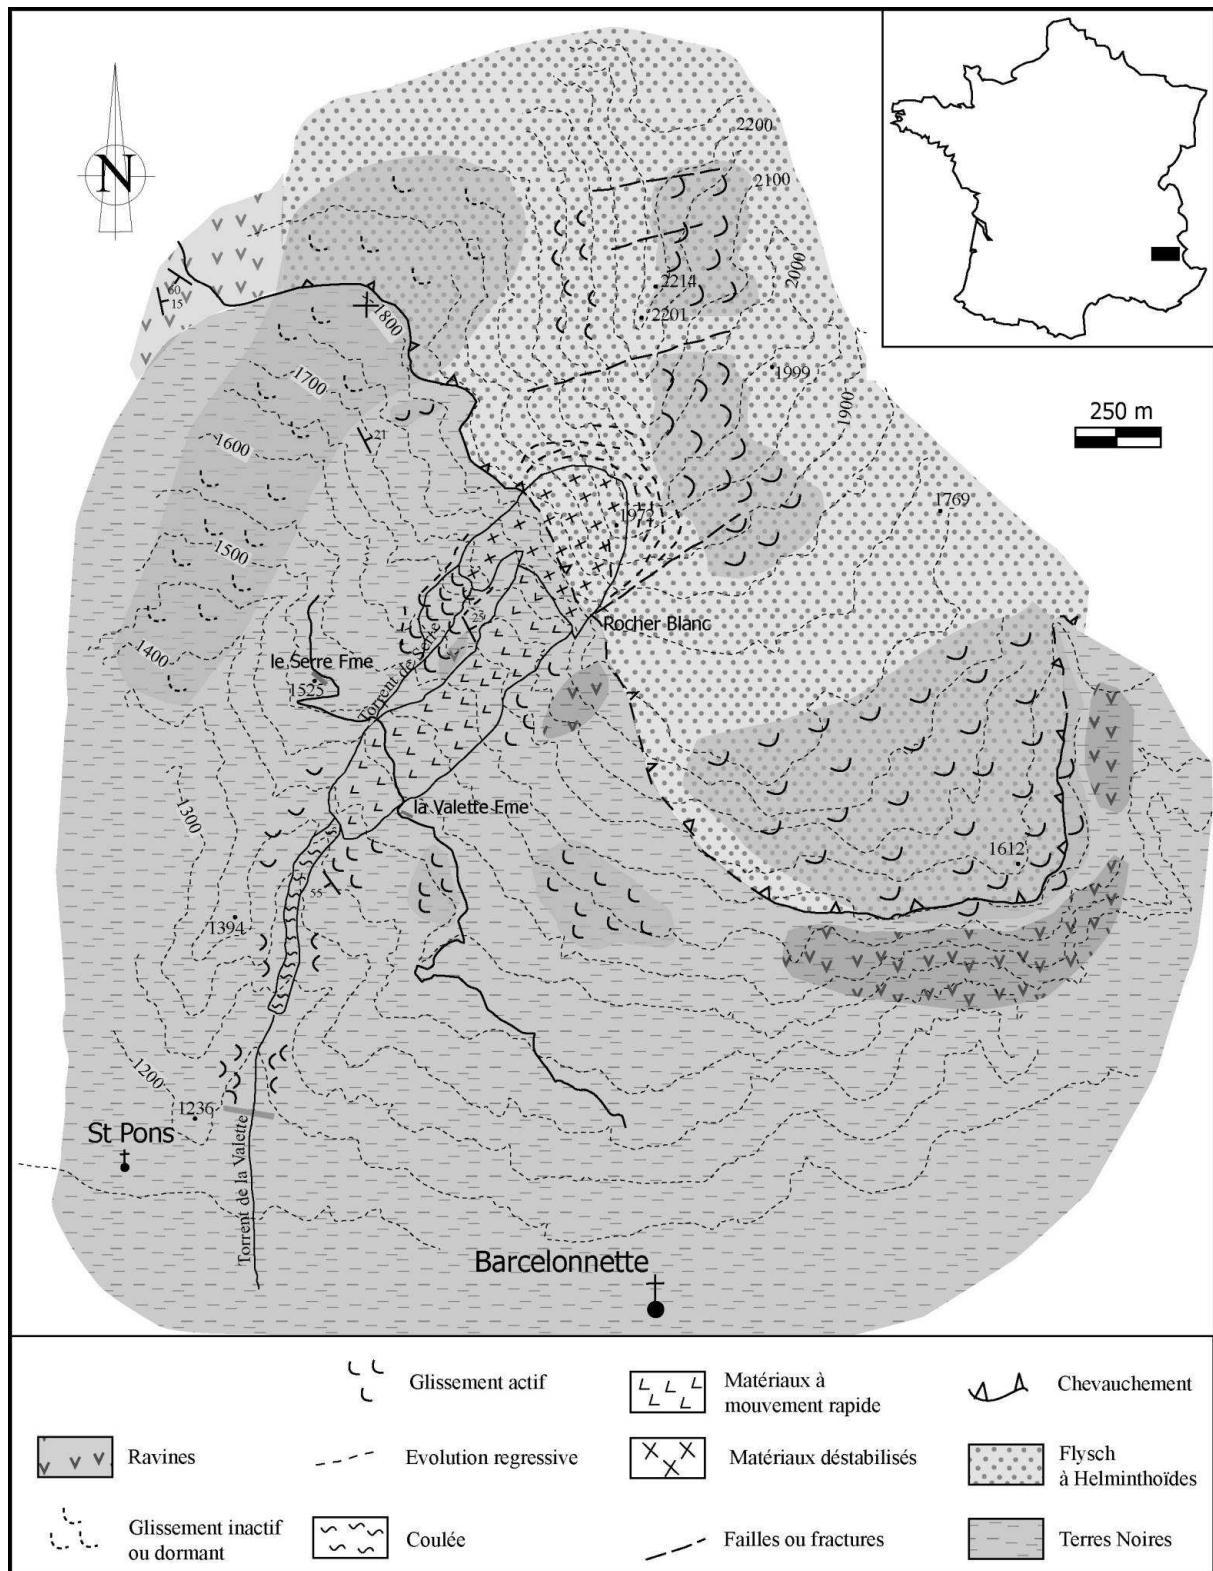 N
2200
2100
2000
2214
2201
1999
1900
60
15
1800
1700
21
1600
250 m
1769
1972
1500
25
Rocher Blanc
1400
le Serre Fme
1525
Torrent de Serre
la Valette Fme
1300
1612
55
1394
1200
1236
St Pons
Torrent de la Valette
Barcelonnette
Glissement actif
Matériaux à
mouvement rapide
Chevauchement
Ravines
Evolution regressive
Matériaux déstabilisés
Flysch
à Helminthoïdes
Glissement inactif
ou dormant
Coulée
Failles ou fractures
Terres Noires